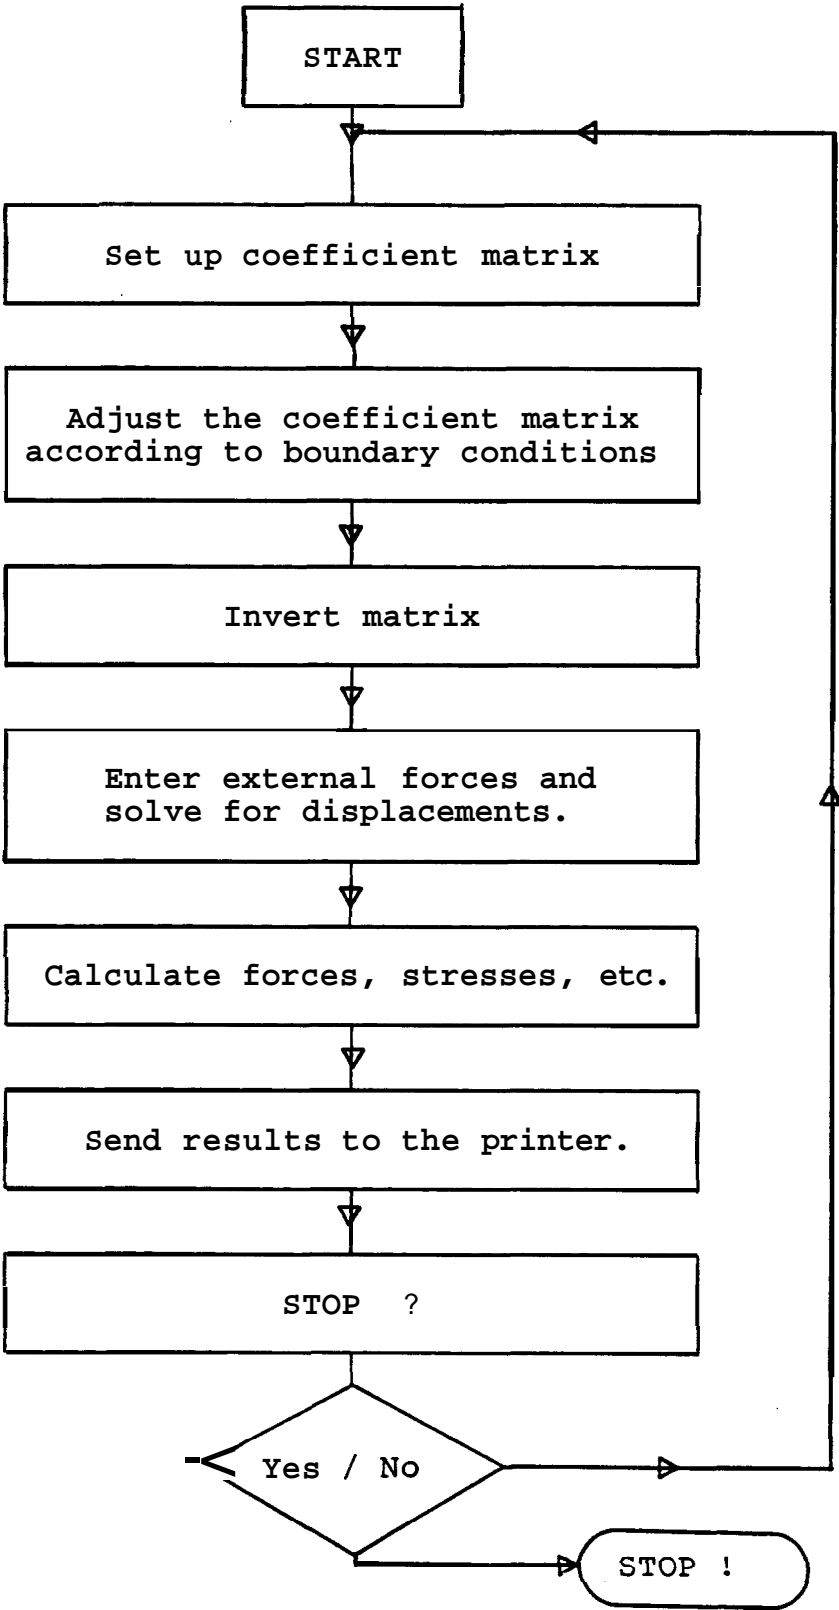 START
Set up coefficient matrix
Adjust the coefficient matrix
according to boundary conditions
Invert matrix
Enter external forces and
solve for displacements.
Calculate forces, stresses, etc.
Send results to the printer.
STOP ?
Yes / No
STOP !